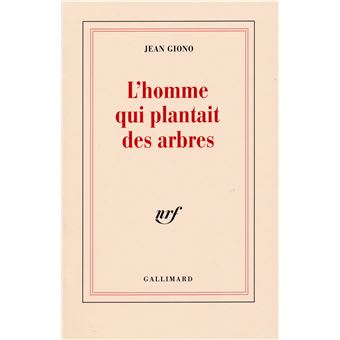 JEAN GIONO
L'homme
qui plantait
des arbres
nrf
GALLIMARD